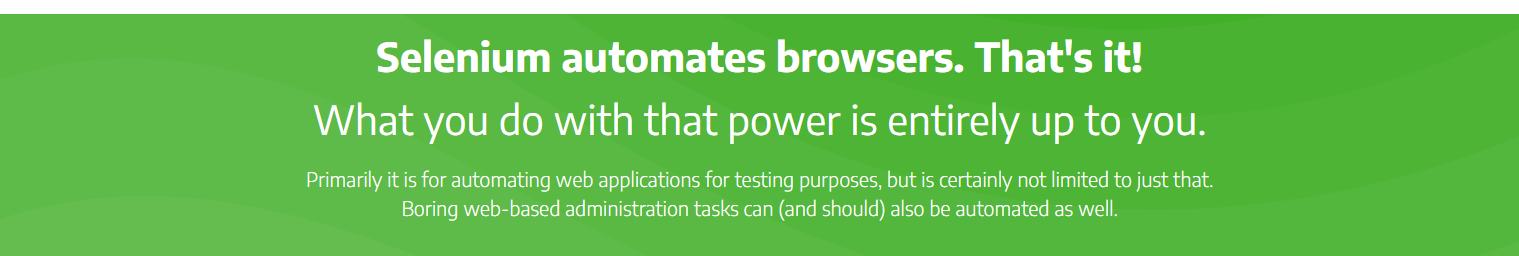 Selenium automates browsers. That's it!
What you do with that power is entirely up to you.
Primarily it is for automating web applications for testing purposes, but is certainly not limited to just that.
Boring web-based administration tasks can (and should) also be automated as well.